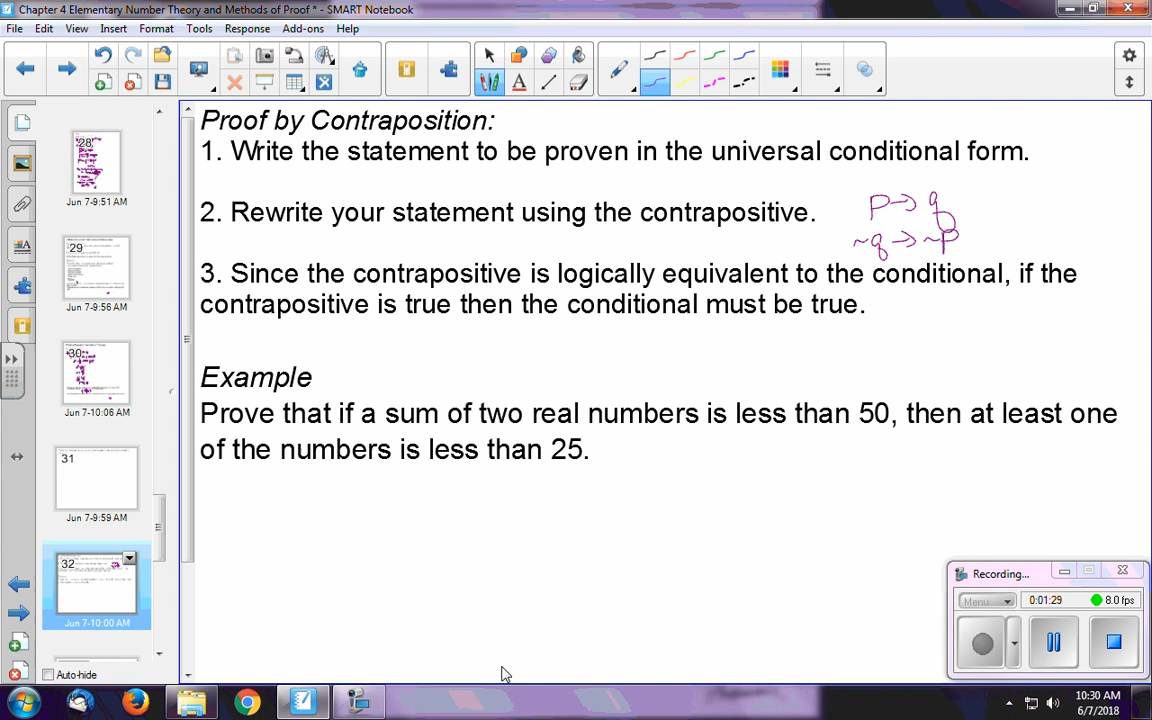 Chapter 4 Elementary Number Theory and Methods of Proof * - SMART Notebook
File Edit View Insert Format Tools Response Add-ons Help
28
Jun 7-9:51 AM
29
Jun 7-9:56 AM
30
Jun 7-10:06 AM
31
Jun 7-9:59 AM
32
Jun 7-10:00 AM
Auto-hide
Proof by Contraposition:
1. Write the statement to be proven in the universal conditional form.
2. Rewrite your statement using the contrapositive.
p→q
~q→~p
3. Since the contrapositive is logically equivalent to the conditional, if the
contrapositive is true then the conditional must be true.
Example
Prove that if a sum of two real numbers is less than 50, then at least one
of the numbers is less than 25.
Recording...
Menu 0:01:29 8.0 fps
10:30 AM
6/7/2018